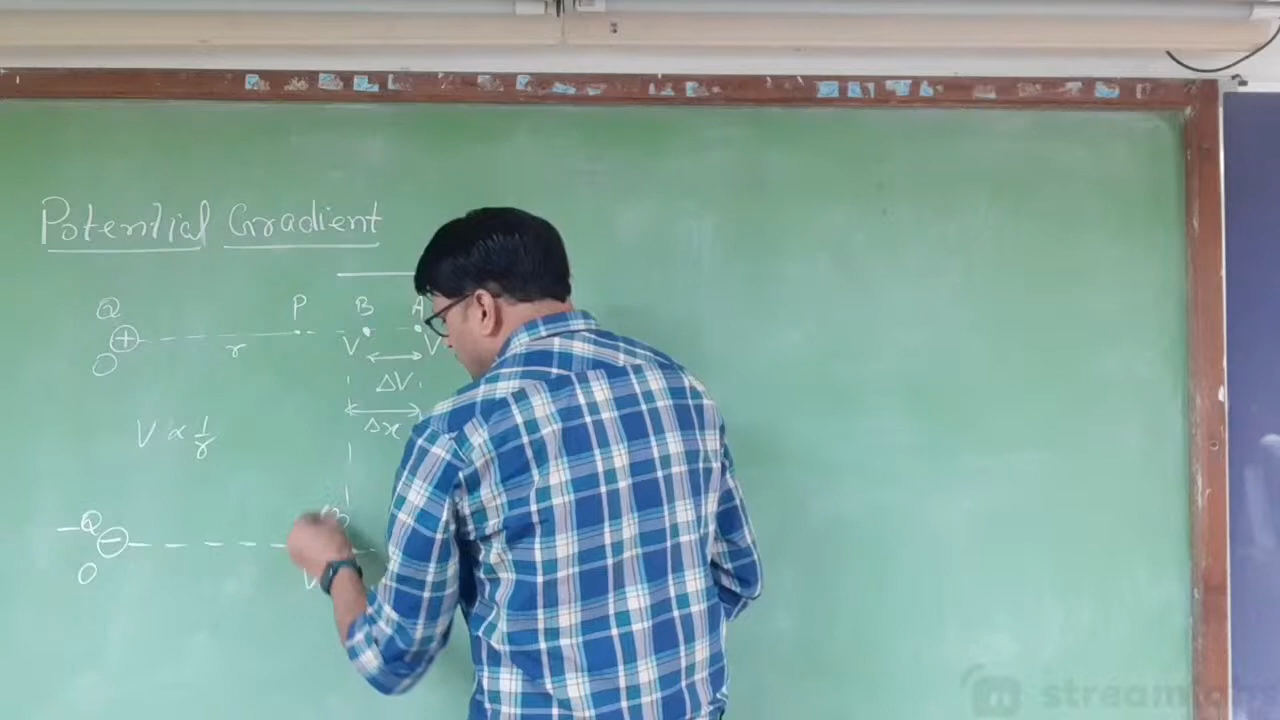 Potential Gradient
Q P B A
+
O r V V
ΔV
Δx
V ∝ 1/r
-Q B
−
O V